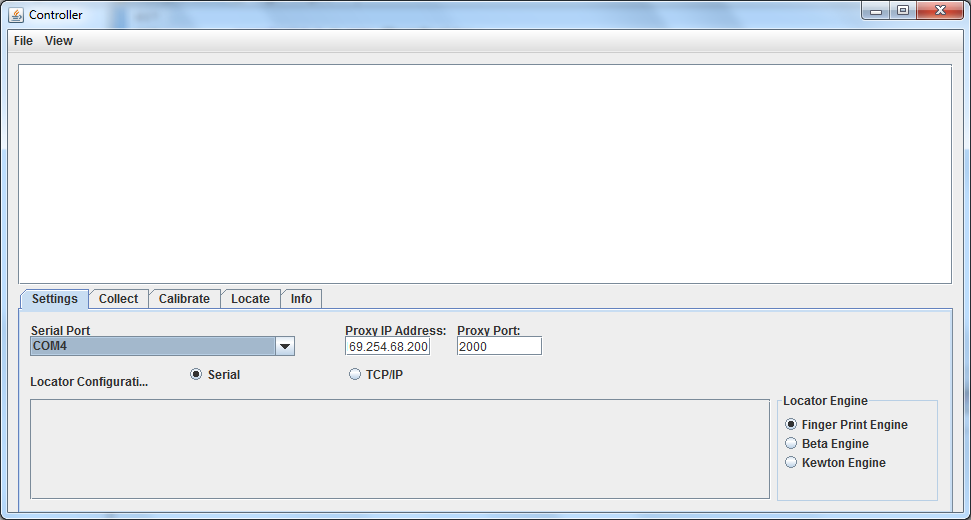 Controller
File View
Settings Collect Calibrate Locate Info
Serial Port Proxy IP Address: Proxy Port:
COM4 69.254.68.200 2000
Serial TCP/IP
Locator Configurati...
Locator Engine
Finger Print Engine
Beta Engine
Kewton Engine